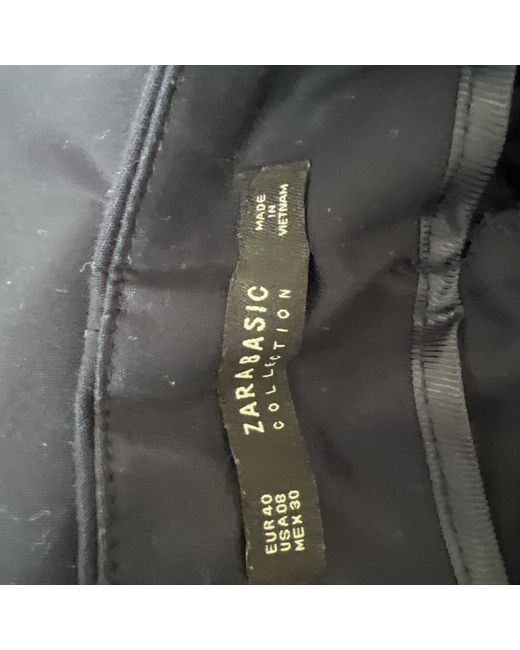 EUR 40
USA 08
MEX 30
ZARABASIC
COLLECTION
MADE
IN
VIETNAM